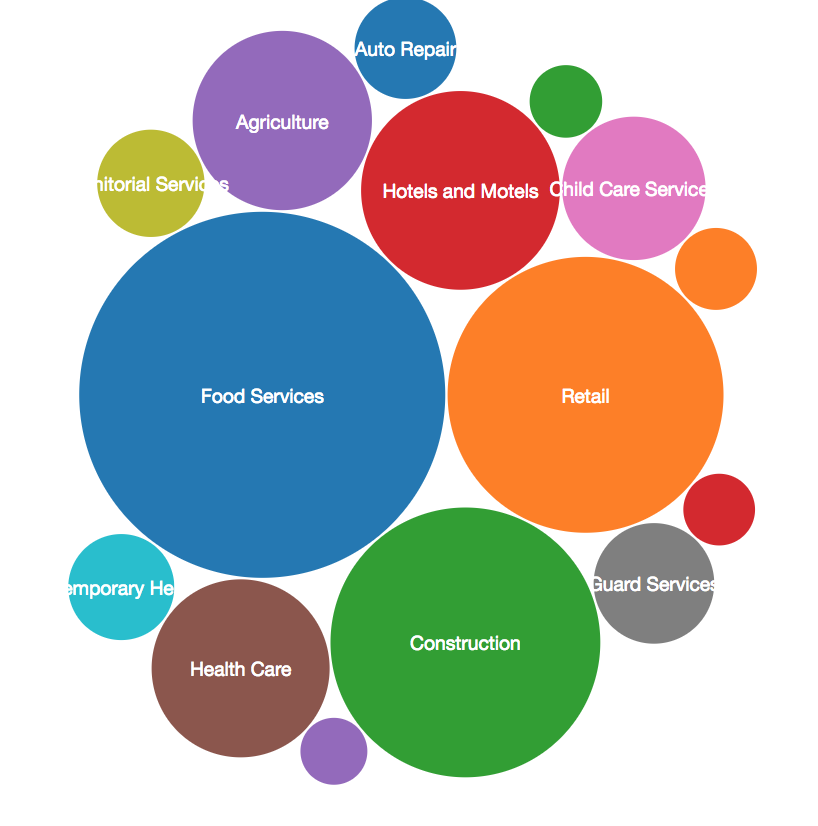 Auto Repair
Agriculture
nitorial Services
Hotels and Motels
Child Care Service
Food Services
Retail
emporary He
Guard Services
Construction
Health Care